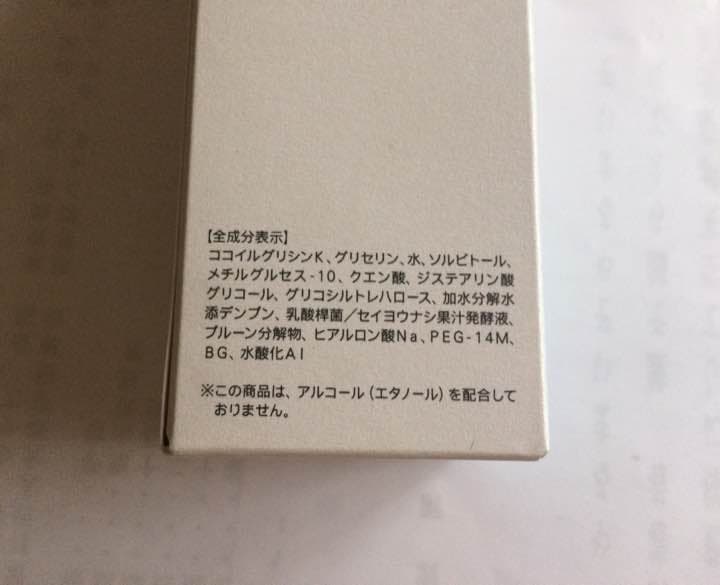 【全成分表示】
ココイルグリシンK、グリセリン、水、ソルビトール、
メチルグルセス-10、クエン酸、ジステアリン酸
グリコール、グリコシルトレハロース、加水分解水
添デンプン、乳酸桿菌／セイヨウナシ果汁発酵液、
プルーン分解物、ヒアルロン酸Na、PEG-14M、
BG、水酸化Al
※この商品は、アルコール（エタノール）を配合して
おりません。